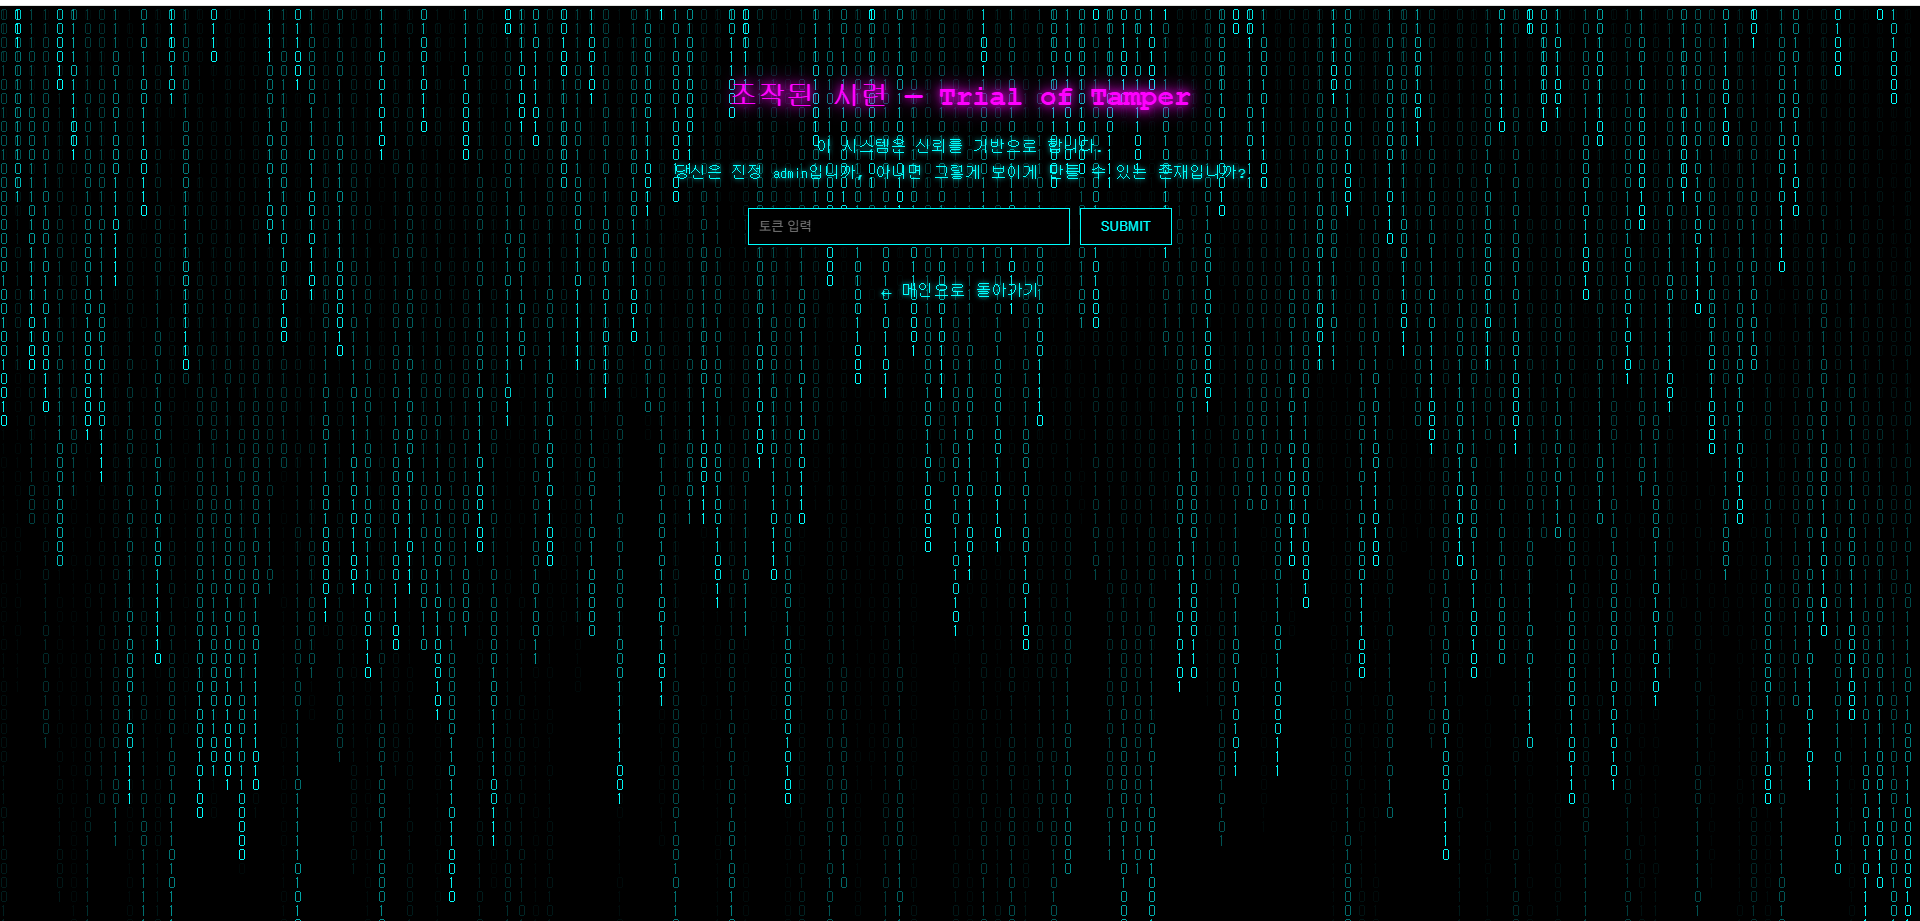 조작된 시련 — Trial of Tamper
이 시스템은 신뢰를 기반으로 합니다.
당신은 진정 admin입니까, 아니면 그렇게 보이게 만들 수 있는 존재입니까?
토큰 입력
SUBMIT
← 메인으로 돌아가기